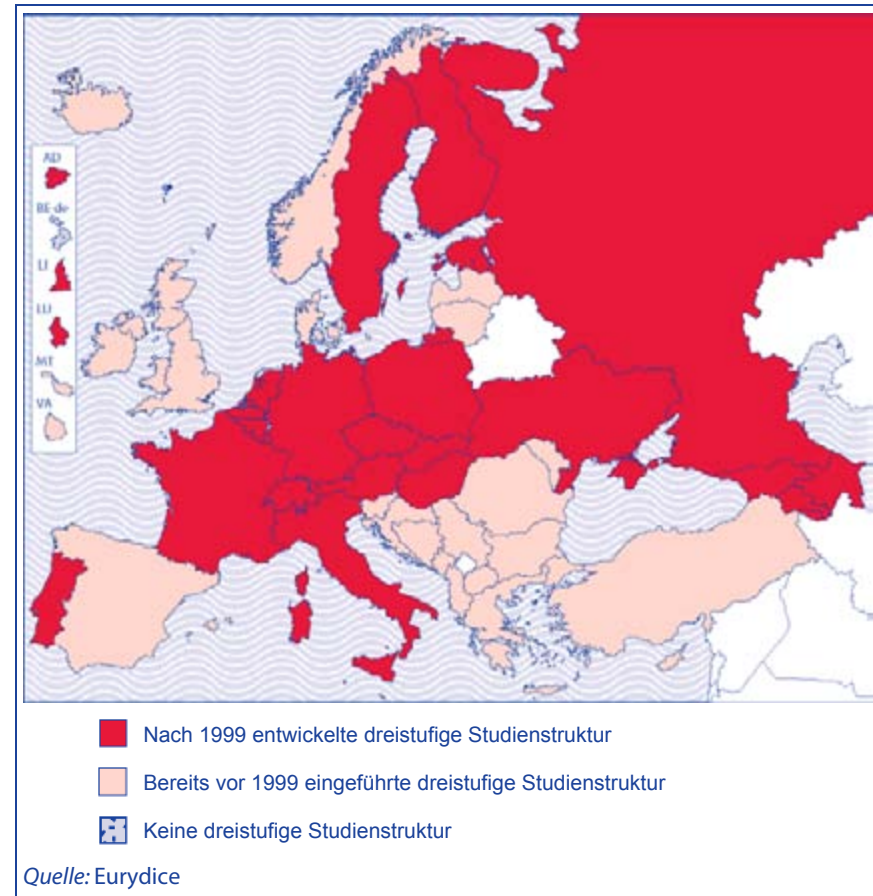 AD
BE-de
LI
LU
MT
VA
Nach 1999 entwickelte dreistufige Studienstruktur
Bereits vor 1999 eingeführte dreistufige Studienstruktur
Keine dreistufige Studienstruktur
Quelle: Eurydice